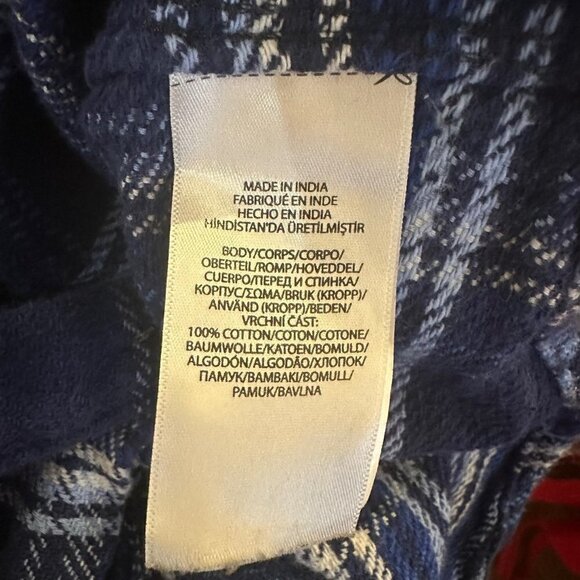 MADE IN INDIA
FABRIQUÉ EN INDE
HECHO EN INDIA
HİNDİSTAN'DA ÜRETİLMİŞTİR
BODY/CORPS/CORPO/
OBERTEIL/ROMP/HOVEDDEL/
CUERPO/ПЕРЕД И СПИНКА/
КОРПУС/ΣΩΜΑ/BRUK (KROPP)/
ANVÄND (KROPP)/BEDEN/
VRCHNÍ ČÁST:
100% COTTON/COTON/COTONE/
BAUMWOLLE/KATOEN/BOMULD/
ALGODÓN/ALGODÃO/ХЛОПОК/
ПАМУК/ΒΑΜΒΑΚΙ/BOMULL/
PAMUK/BAVLNA